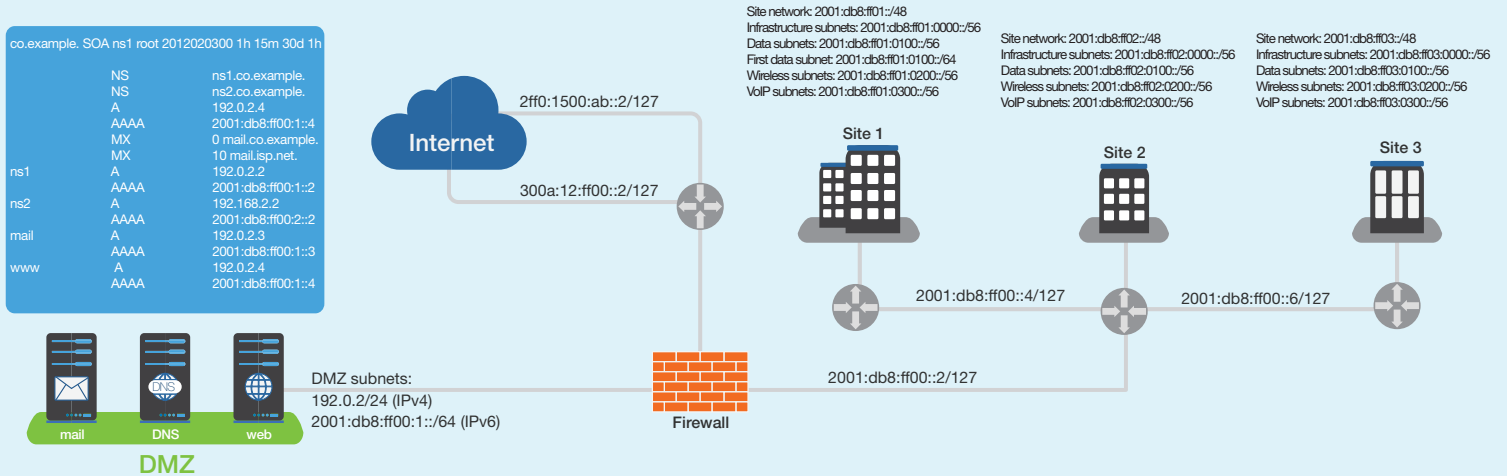 co.example. SOA ns1 root 2012020300 1h 15m 30d 1h
NS ns1.co.example.
NS ns2.co.example.
A 192.0.2.4
AAAA 2001:db8:ff00:1::4
MX 0 mail.co.example.
MX 10 mail.isp.net.
ns1 A 192.0.2.2
AAAA 2001:db8:ff00:1::2
ns2 A 192.168.2.2
AAAA 2001:db8:ff00:2::2
mail A 192.0.2.3
AAAA 2001:db8:ff00:1::3
www A 192.0.2.4
AAAA 2001:db8:ff00:1::4
Internet
2ff0:1500:ab::2/127
300a:12:ff00::2/127
Site network: 2001:db8:ff01::/48
Infrastructure subnets: 2001:db8:ff01:0000::/56
Data subnets: 2001:db8:ff01:0100::/56
First data subnet: 2001:db8:ff01:0100::/64
Wireless subnets: 2001:db8:ff01:0200::/56
VoIP subnets: 2001:db8:ff01:0300::/56
Site 1
Site network: 2001:db8:ff02::/48
Infrastructure subnets: 2001:db8:ff02:0000::/56
Data subnets: 2001:db8:ff02:0100::/56
Wireless subnets: 2001:db8:ff02:0200::/56
VoIP subnets: 2001:db8:ff02:0300::/56
Site 2
Site network: 2001:db8:ff03::/48
Infrastructure subnets: 2001:db8:ff03:0000::/56
Data subnets: 2001:db8:ff03:0100::/56
Wireless subnets: 2001:db8:ff03:0200::/56
VoIP subnets: 2001:db8:ff03:0300::/56
Site 3
2001:db8:ff00::4/127
2001:db8:ff00::6/127
2001:db8:ff00::2/127
Firewall
DMZ subnets:
192.0.2/24 (IPv4)
2001:db8:ff00:1::/64 (IPv6)
DNS
mail
DNS
web
DMZ